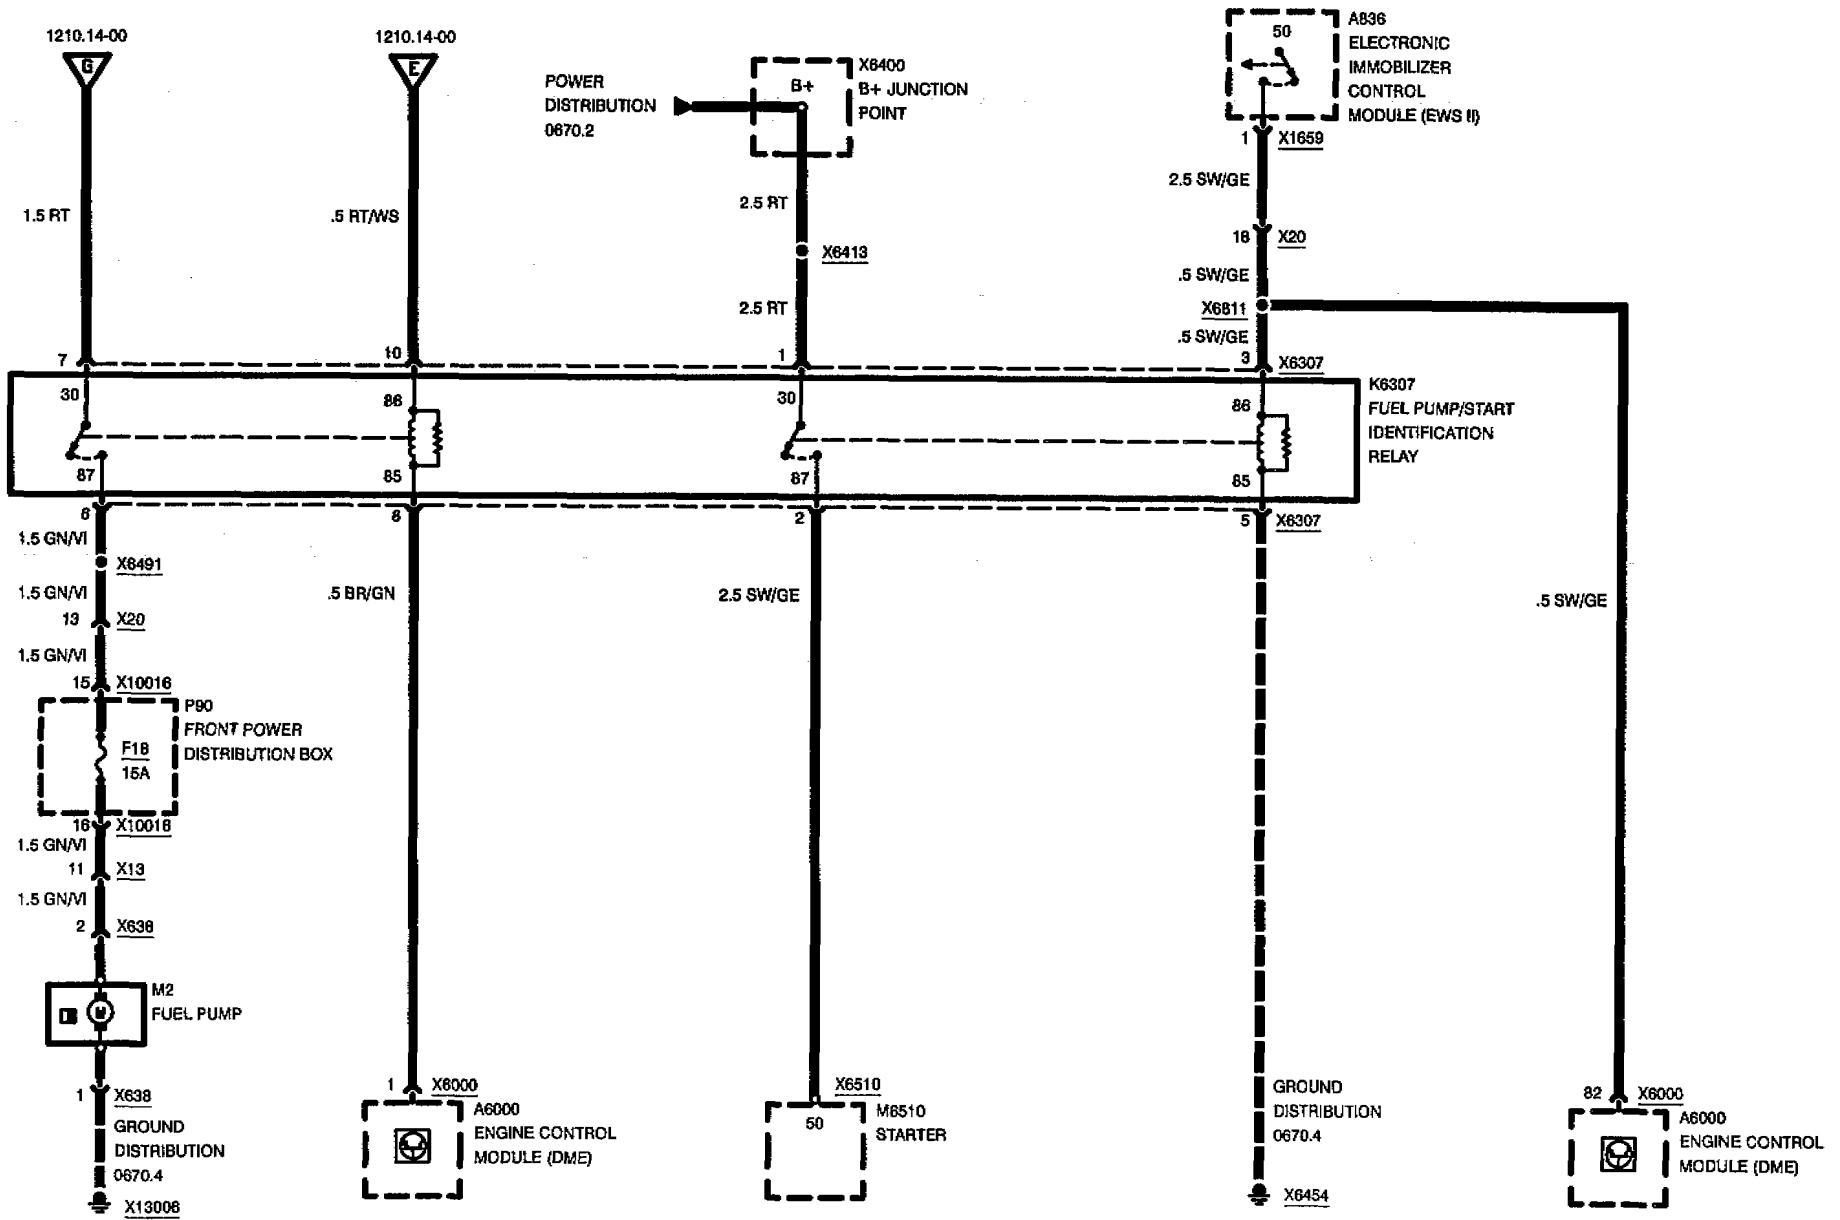 1210.14-00
G
1.5 RT
1210.14-00
E
.5 RT/WS
POWER
DISTRIBUTION
0670.2
B+
X6400
B+ JUNCTION
POINT
2.5 RT
X6413
2.5 RT
50
A836
ELECTRONIC
IMMOBILIZER
CONTROL
MODULE (EWS II)
1 X1659
2.5 SW/GE
18 X20
.5 SW/GE
X6811
.5 SW/GE
7
10
1
3 X6307
30
86
30
86
K6307
FUEL PUMP/START
IDENTIFICATION
RELAY
87
85
87
85
6
8
2
5 X6307
1.5 GN/VI
X6491
1.5 GN/VI
13 X20
1.5 GN/VI
15 X10016
P90
FRONT POWER
DISTRIBUTION BOX
F18
15A
16 X10016
1.5 GN/VI
11 X13
1.5 GN/VI
2 X638
M2
FUEL PUMP
M
1 X638
GROUND
DISTRIBUTION
0670.4
X13006
.5 BR/GN
1 X6000
A6000
ENGINE CONTROL
MODULE (DME)
2.5 SW/GE
X6510
50
M6510
STARTER
GROUND
DISTRIBUTION
0670.4
X6454
.5 SW/GE
82 X6000
A6000
ENGINE CONTROL
MODULE (DME)